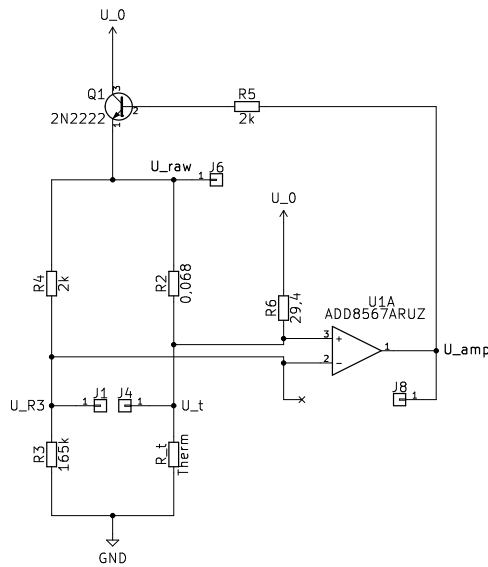 U_0
Q1
2N2222
3
2
1
R5
2k
U_raw
1
J6
U_0
R4
2k
R2
0,068
R6
29,4
U1A
ADD8567ARUZ
3
+
2
-
1
U_amp
J8
1
U_R3
1
J1
J4
1
U_t
R3
165k
R_t
Therm
GND